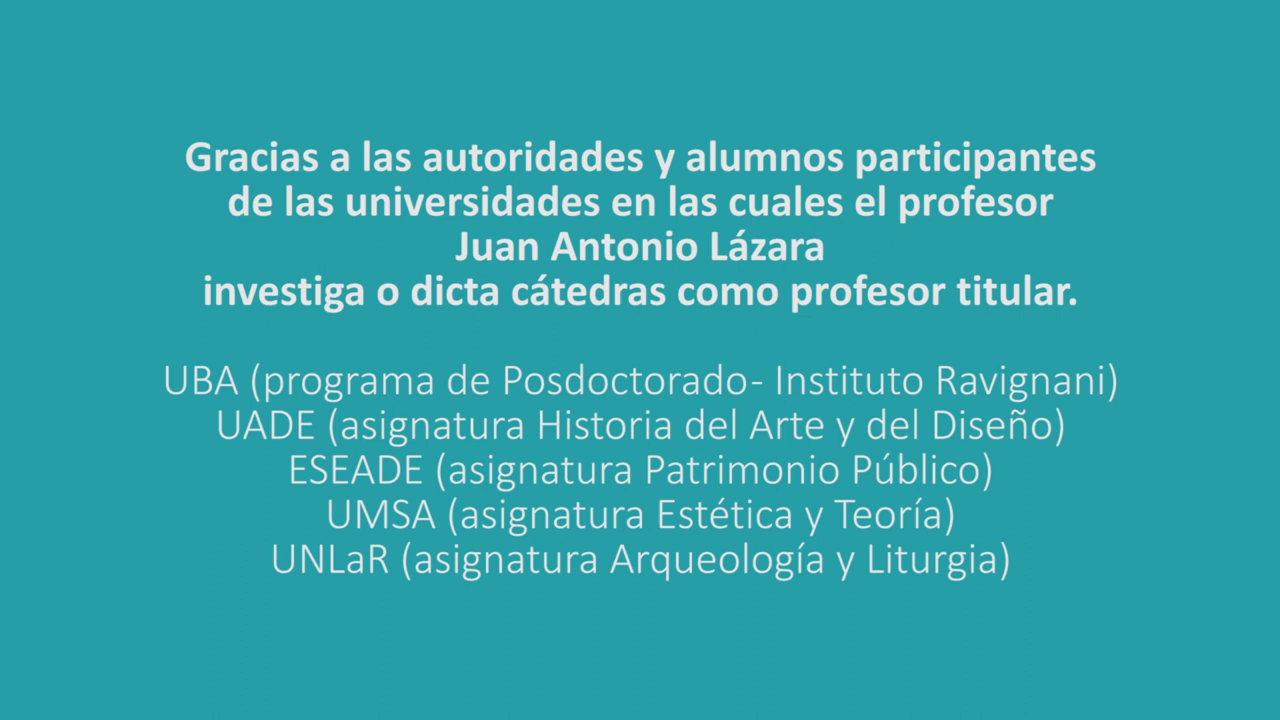 Gracias a las autoridades y alumnos participantes
de las universidades en las cuales el profesor
Juan Antonio Lázara
investiga o dicta cátedras como profesor titular.
UBA (programa de Posdoctorado- Instituto Ravignani)
UADE (asignatura Historia del Arte y del Diseño)
ESEADE (asignatura Patrimonio Público)
UMSA (asignatura Estética y Teoría)
UNLaR (asignatura Arqueología y Liturgia)